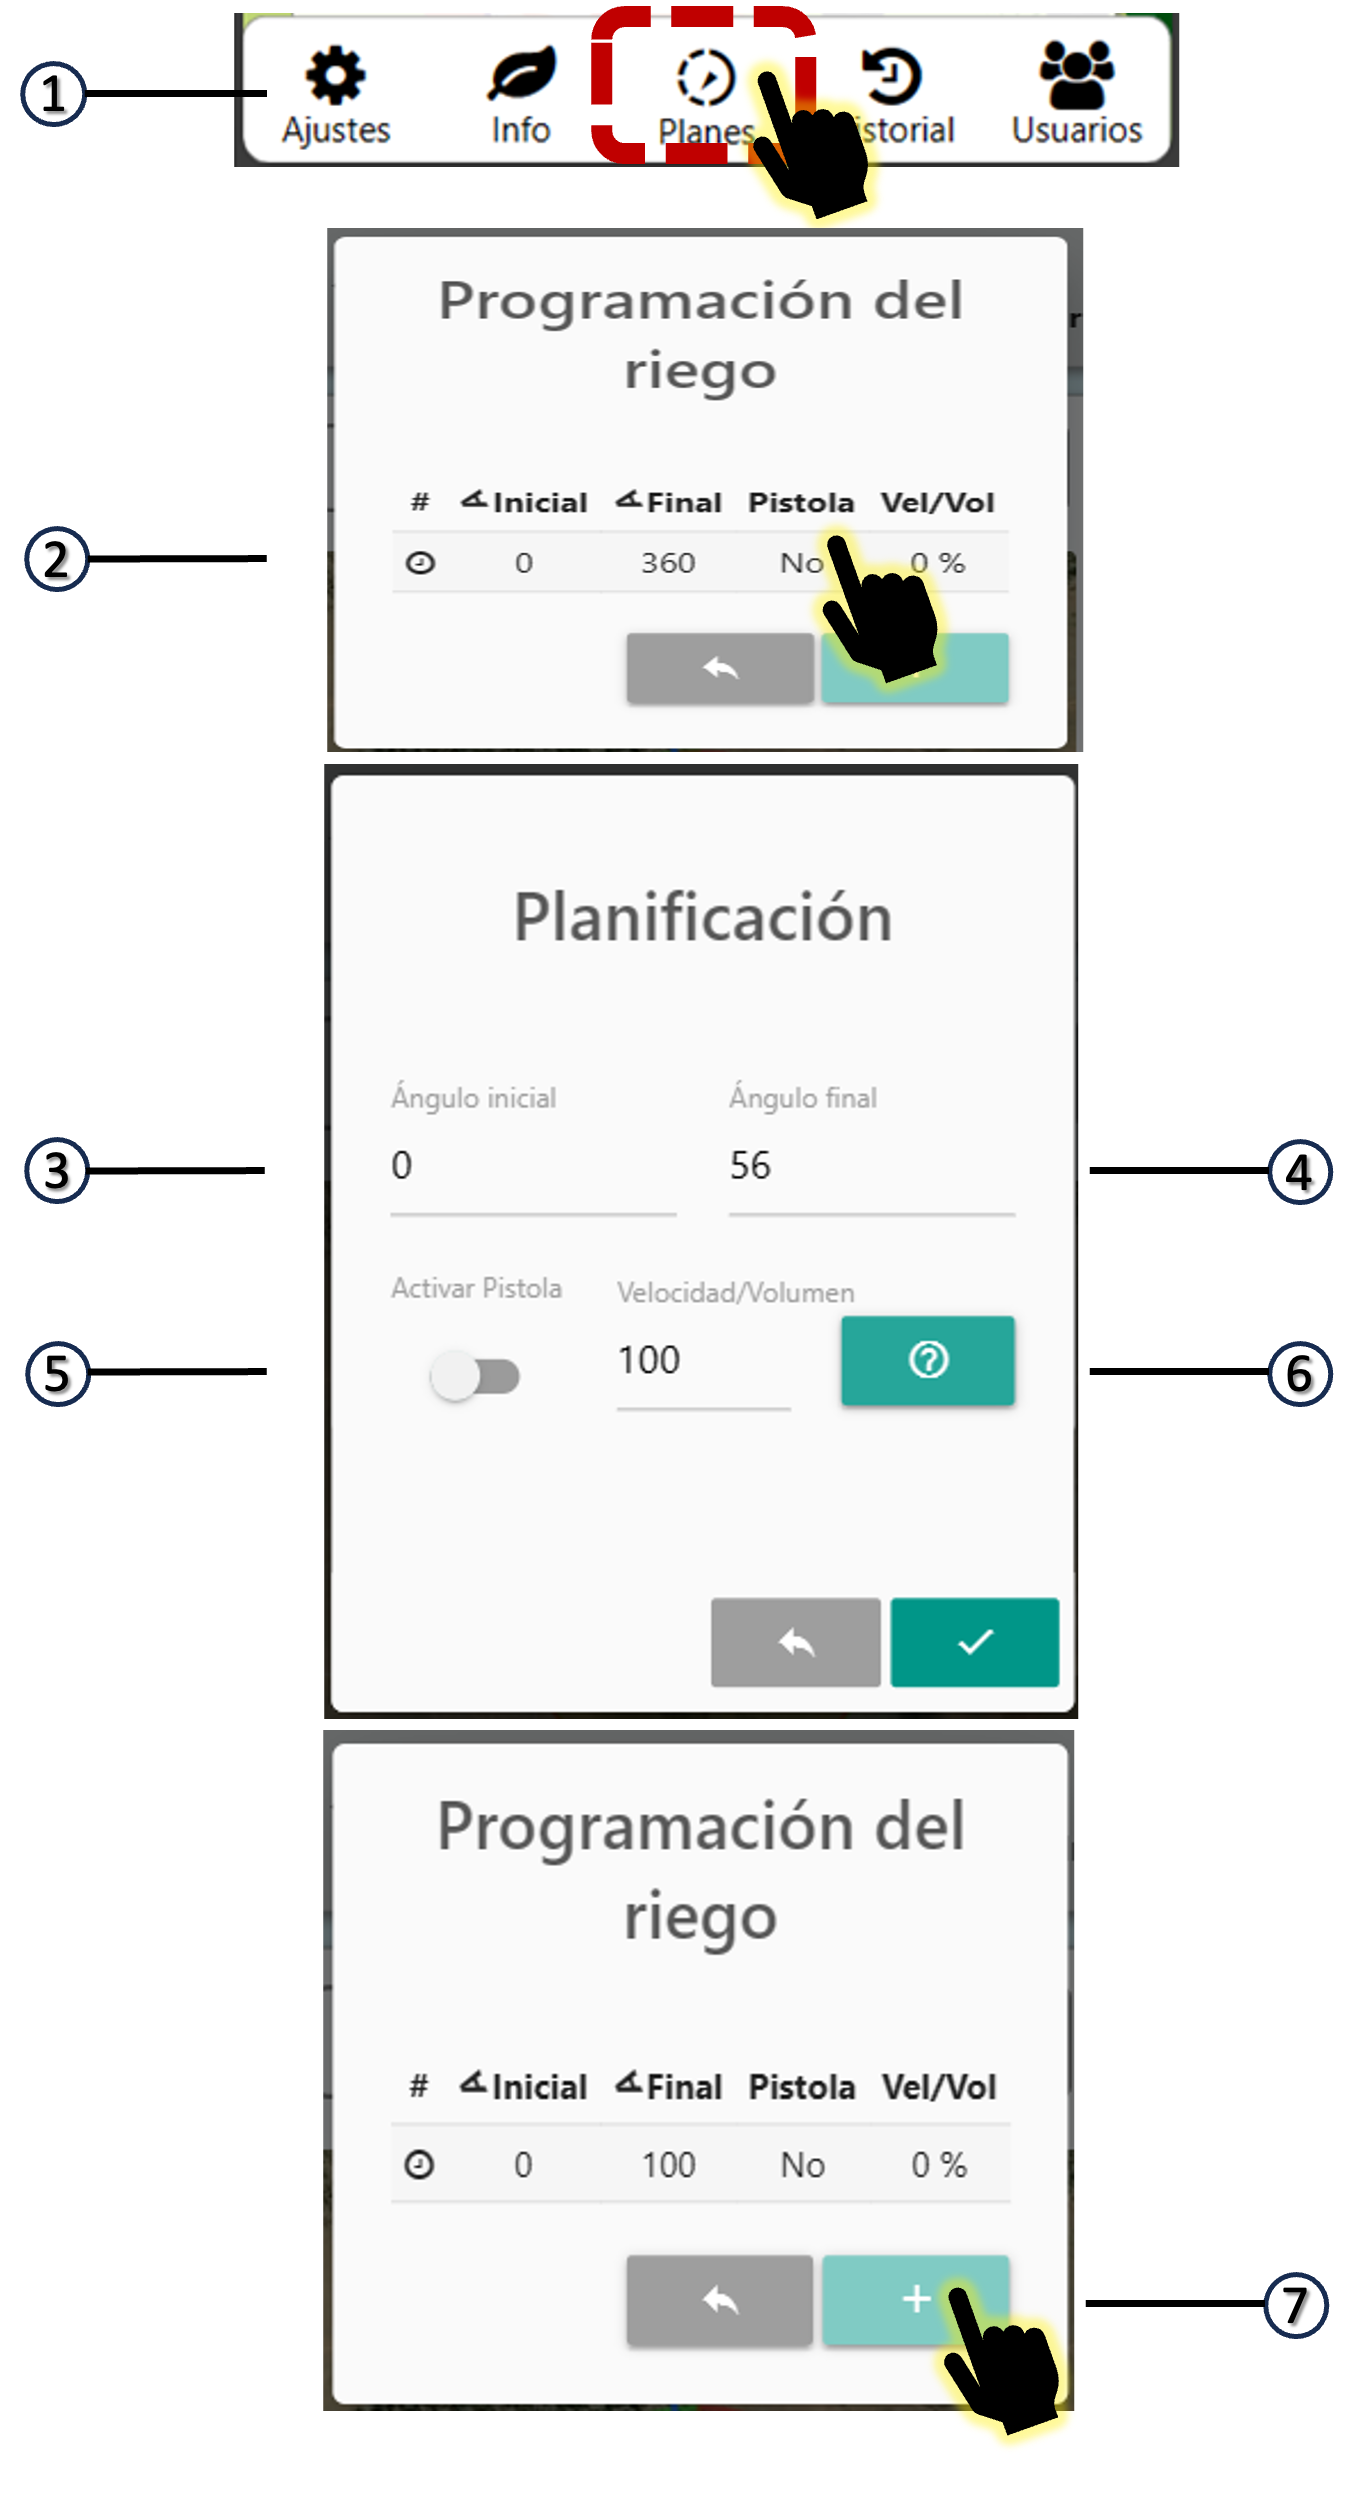 1
Ajustes Info Planes istorial Usuarios
Programación del
riego
# Inicial Final Pistola Vel/Vol
2
0 360 No 0 %
Planificación
Ángulo inicial Ángulo final
3
0 56
4
Activar Pistola Velocidad/Volumen
5
100
6
Programación del
riego
# Inicial Final Pistola Vel/Vol
0 100 No 0 %
+
7